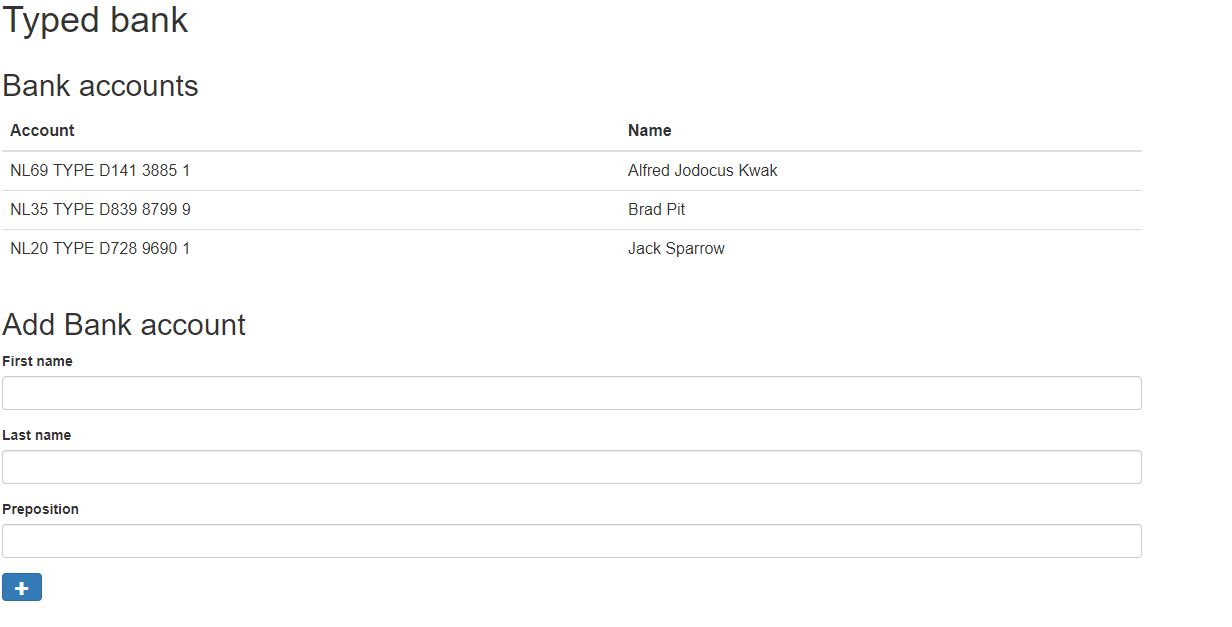 Typed bank
Bank accounts
Account Name
NL69 TYPE D141 3885 1 Alfred Jodocus Kwak
NL35 TYPE D839 8799 9 Brad Pit
NL20 TYPE D728 9690 1 Jack Sparrow
Add Bank account
First name
Last name
Preposition